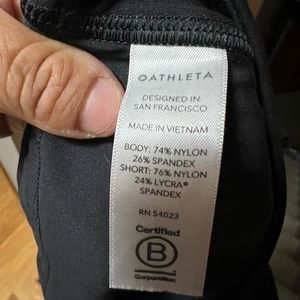 ATHLETA
DESIGNED IN
SAN FRANCISCO
MADE IN VIETNAM
BODY: 74% NYLON
26% SPANDEX
SHORT: 76% NYLON
24% LYCRA®
SPANDEX
RN 54023
Certified
B
Corporation